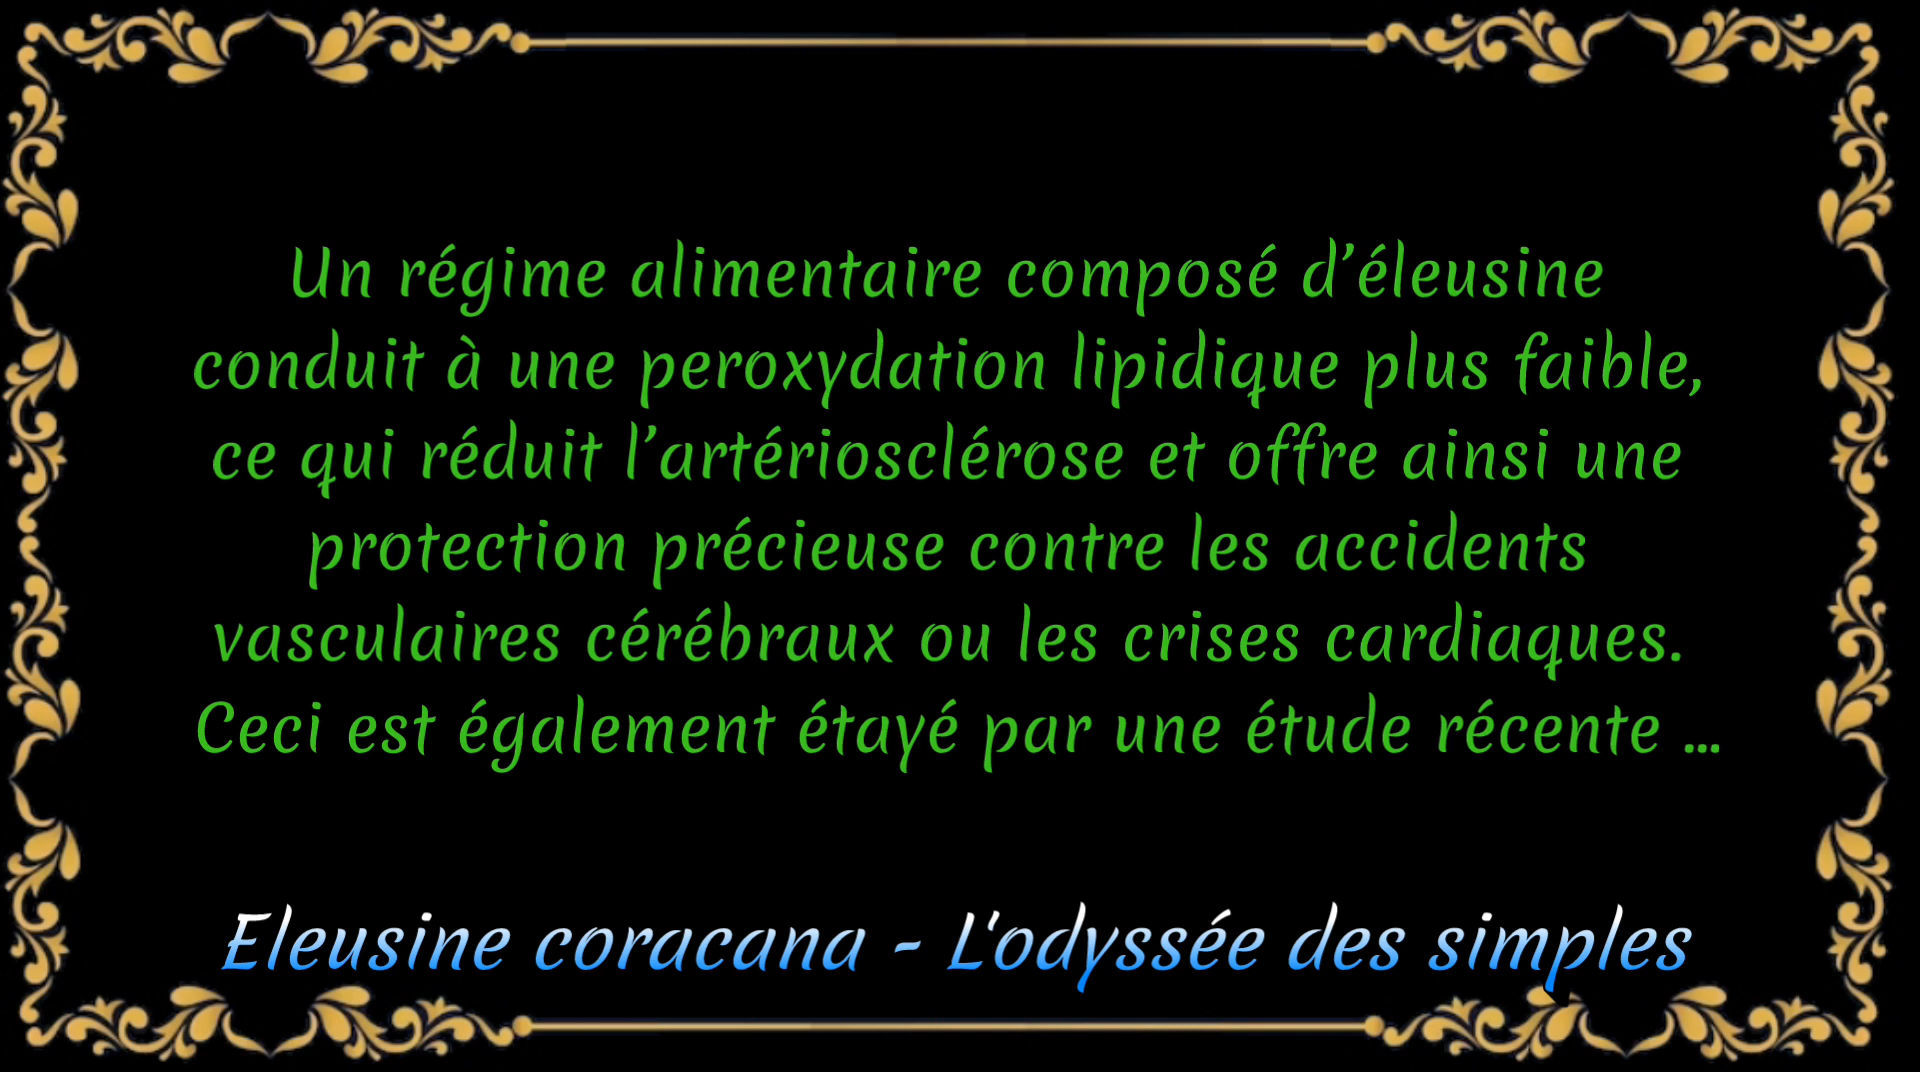 Un régime alimentaire composé d’éleusine
conduit à une peroxydation lipidique plus faible,
ce qui réduit l’artériosclérose et offre ainsi une
protection précieuse contre les accidents
vasculaires cérébraux ou les crises cardiaques.
Ceci est également étayé par une étude récente ...
Eleusine coracana - L'odyssée des simples